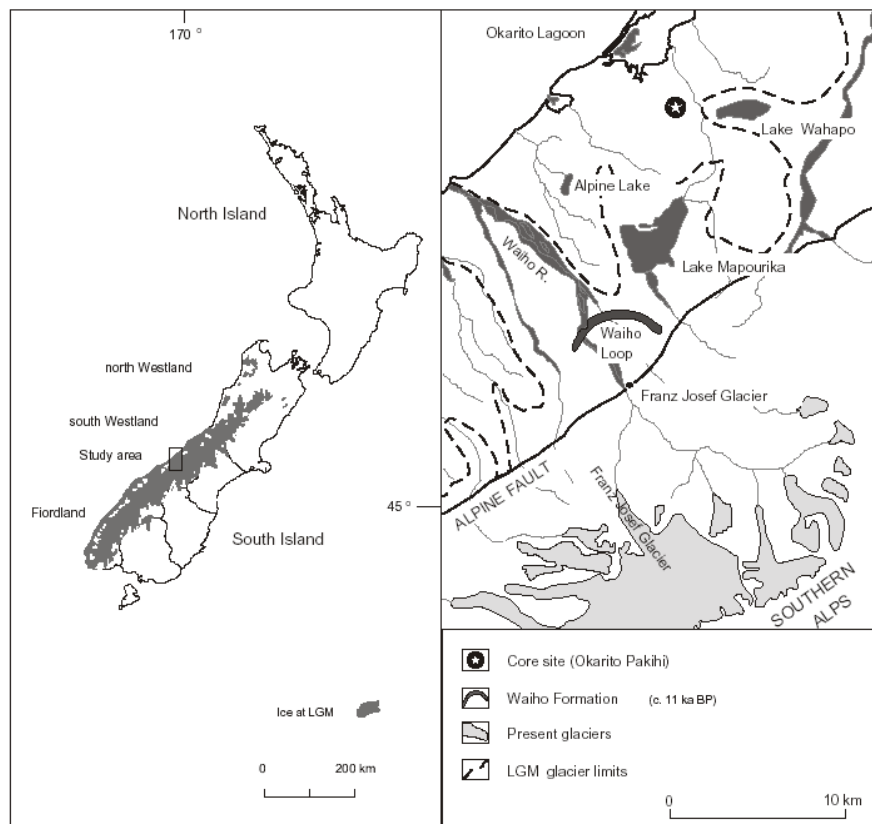 170 °
North Island
north Westland
south Westland
Study area
Fiordland
45 °
South Island
Ice at LGM
0 200 km
Okarito Lagoon
Lake Wahapo
Alpine Lake
Waiho R.
Lake Mapourika
Waiho
Loop
Franz Josef Glacier
ALPINE FAULT
Franz Josef Glacier
SOUTHERN
ALPS
Core site (Okarito Pakihi)
Waiho Formation (c. 11 ka BP)
Present glaciers
LGM glacier limits
0 10 km